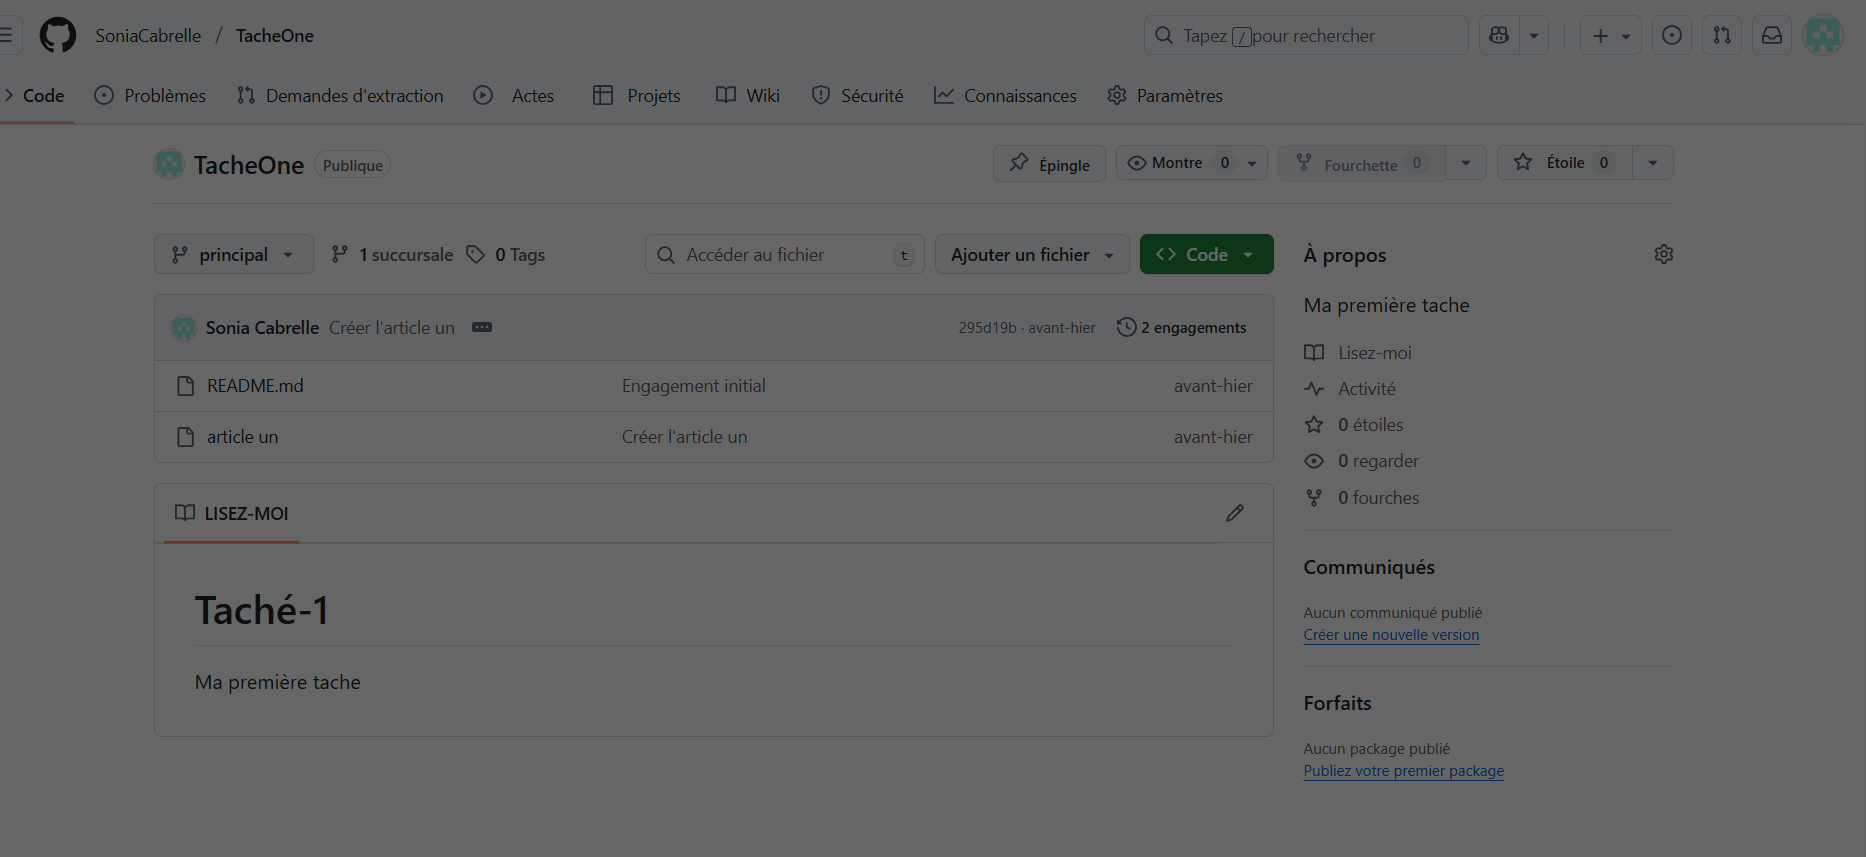 SoniaCabrelle / TacheOne
Tapez / pour rechercher
Code
Problèmes
Demandes d'extraction
Actes
Projets
Wiki
Sécurité
Connaissances
Paramètres
TacheOne
Publique
Épingle
Montre 0
Fourchette 0
Étoile 0
principal
1 succursale
0 Tags
Accéder au fichier
t
Ajouter un fichier
Code
Sonia Cabrelle Créer l'article un
295d19b · avant-hier
2 engagements
README.md
Engagement initial
avant-hier
article un
Créer l'article un
avant-hier
LISEZ-MOI
Taché-1
Ma première tache
À propos
Ma première tache
Lisez-moi
Activité
0 étoiles
0 regarder
0 fourches
Communiqués
Aucun communiqué publié
Créer une nouvelle version
Forfaits
Aucun package publié
Publiez votre premier package